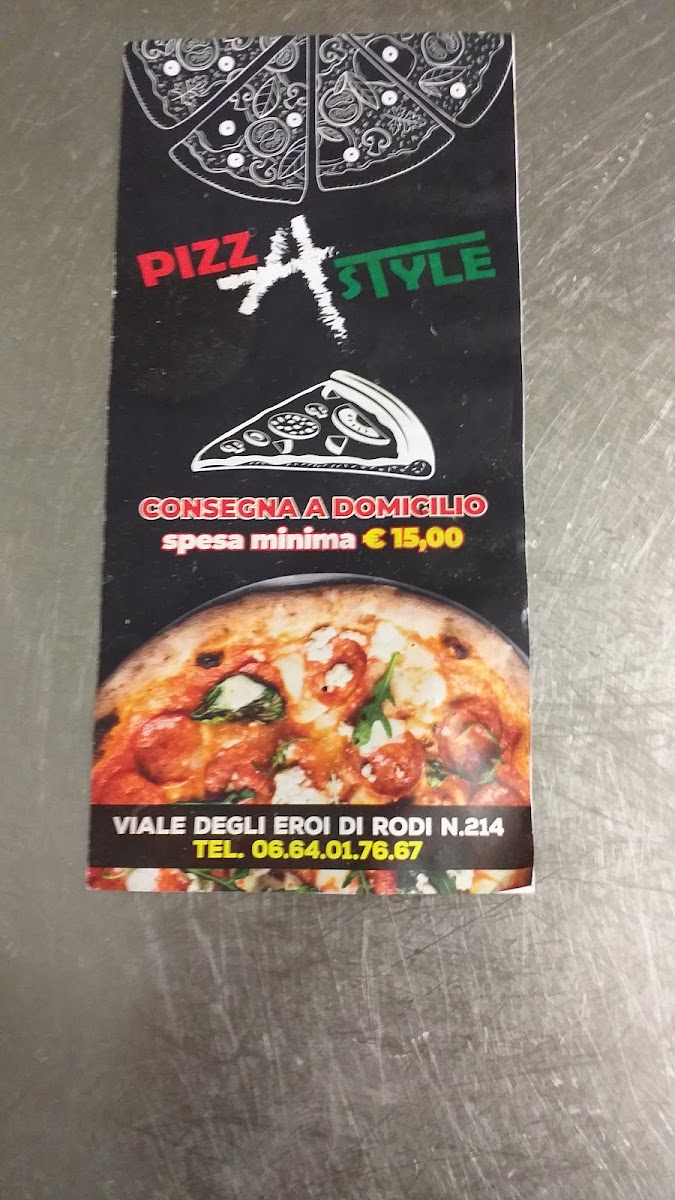 PIZZ A STYLE
CONSEGNA A DOMICILIO
spesa minima € 15,00
VIALE DEGLI EROI DI RODI N.214
TEL. 06.64.01.76.67